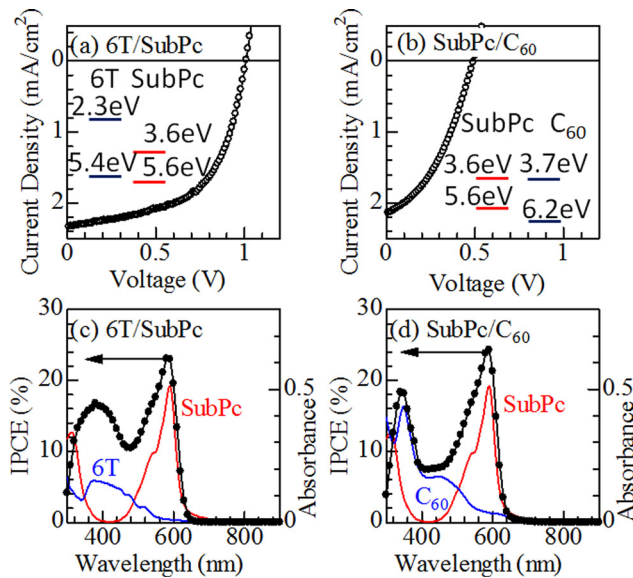 (a) 6T/SubPc
6T SubPc
2.3eV
3.6eV
5.4eV 5.6eV
0
1
2
Current Density (mA/cm²)
0 0.5 1
Voltage (V)
(b) SubPc/C₆₀
SubPc C₆₀
3.6eV 3.7eV
5.6eV
6.2eV
0
1
2
Current Density (mA/cm²)
0 0.5 1
Voltage (V)
(c) 6T/SubPc
SubPc
6T
30
20
10
0
IPCE (%)
0.5
0
Absorbance
400 600 800
Wavelength (nm)
(d) SubPc/C₆₀
SubPc
C₆₀
30
20
10
0
IPCE (%)
0.5
0
Absorbance
400 600 800
Wavelength (nm)